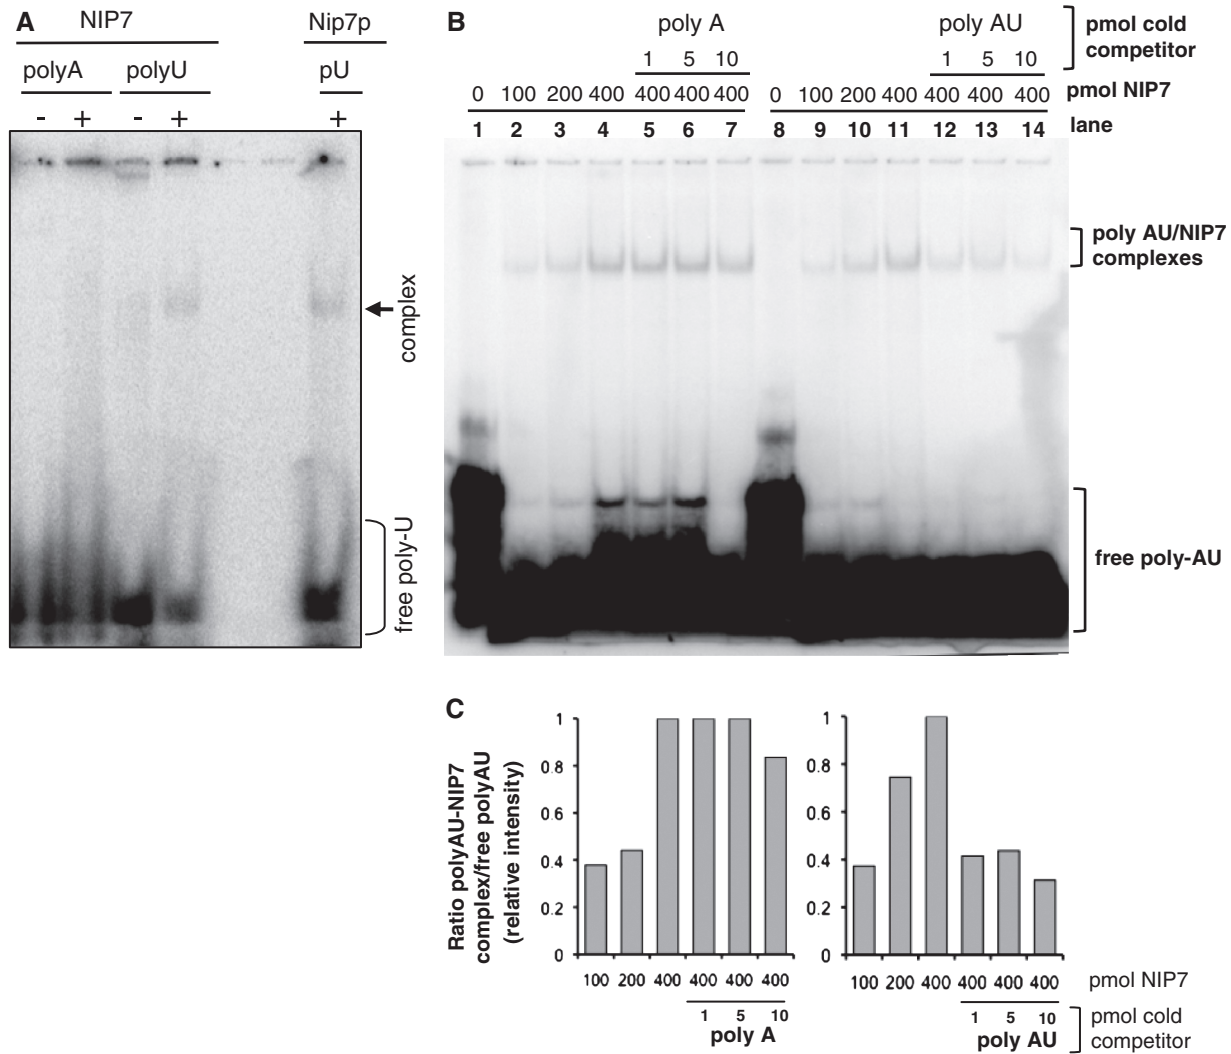 A
NIP7
Nip7p
polyA
polyU
pU
- + - + +
complex
free poly-U
B
poly A
poly AU
pmol cold
competitor
1 5 10 1 5 10
0 100 200 400 400 400 400 0 100 200 400 400 400 400 pmol NIP7
1 2 3 4 5 6 7 8 9 10 11 12 13 14 lane
poly AU/NIP7
complexes
free poly-AU
C
Ratio polyAU-NIP7
complex/free polyAU
(relative intensity)
1
0.8
0.6
0.4
0.2
0
100 200 400 400 400 400
1 5 10
poly A
1
0.8
0.6
0.4
0.2
0
100 200 400 400 400 400 pmol NIP7
1 5 10
poly AU
pmol cold
competitor